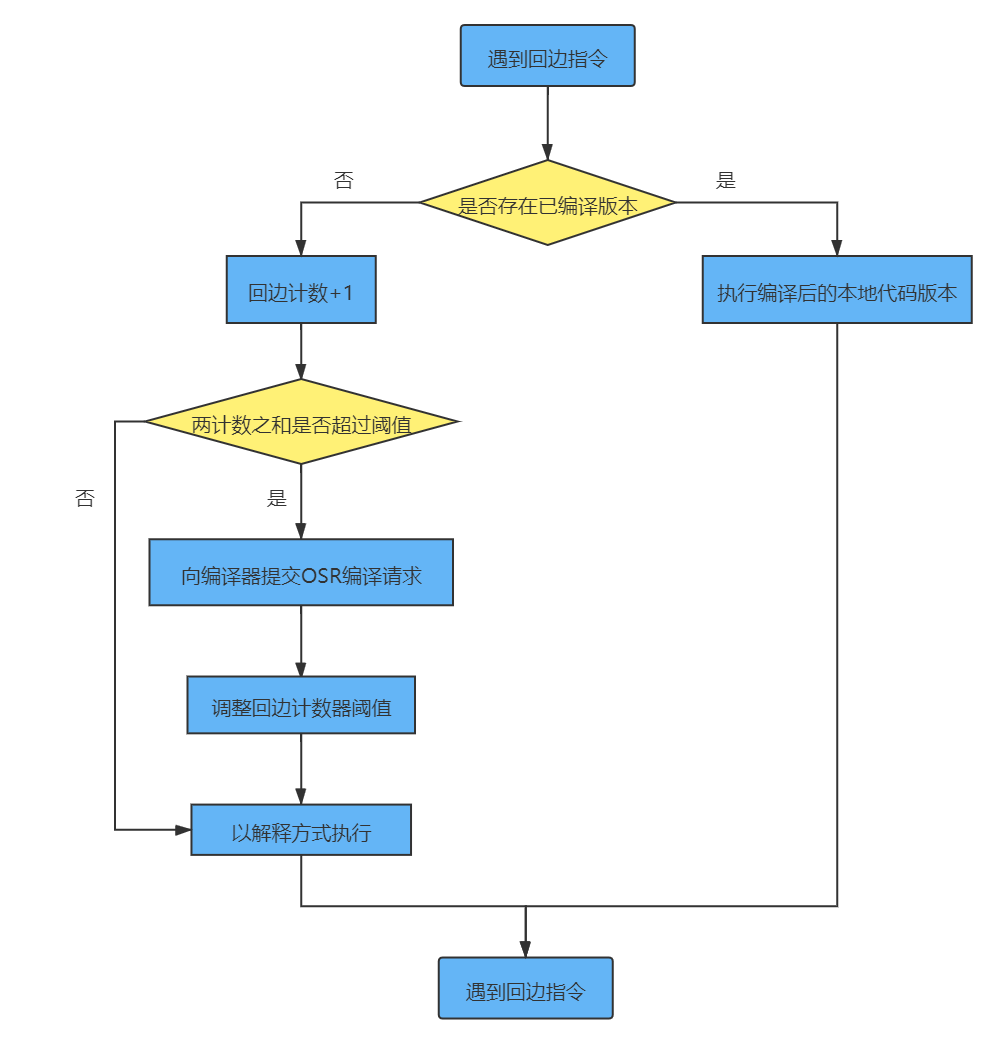 遇到回边指令
否
是
是否存在已编译版本
回边计数+1
执行编译后的本地代码版本
两计数之和是否超过阈值
否
是
向编译器提交OSR编译请求
调整回边计数器阈值
以解释方式执行
遇到回边指令